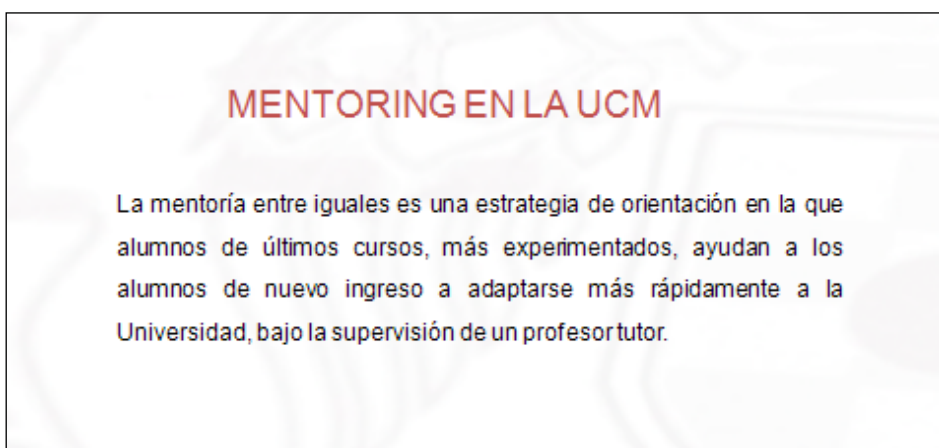 MENTORING EN LA UCM
La mentoría entre iguales es una estrategia de orientación en la que
alumnos de últimos cursos, más experimentados, ayudan a los
alumnos de nuevo ingreso a adaptarse más rápidamente a la
Universidad, bajo la supervisión de un profesor tutor.